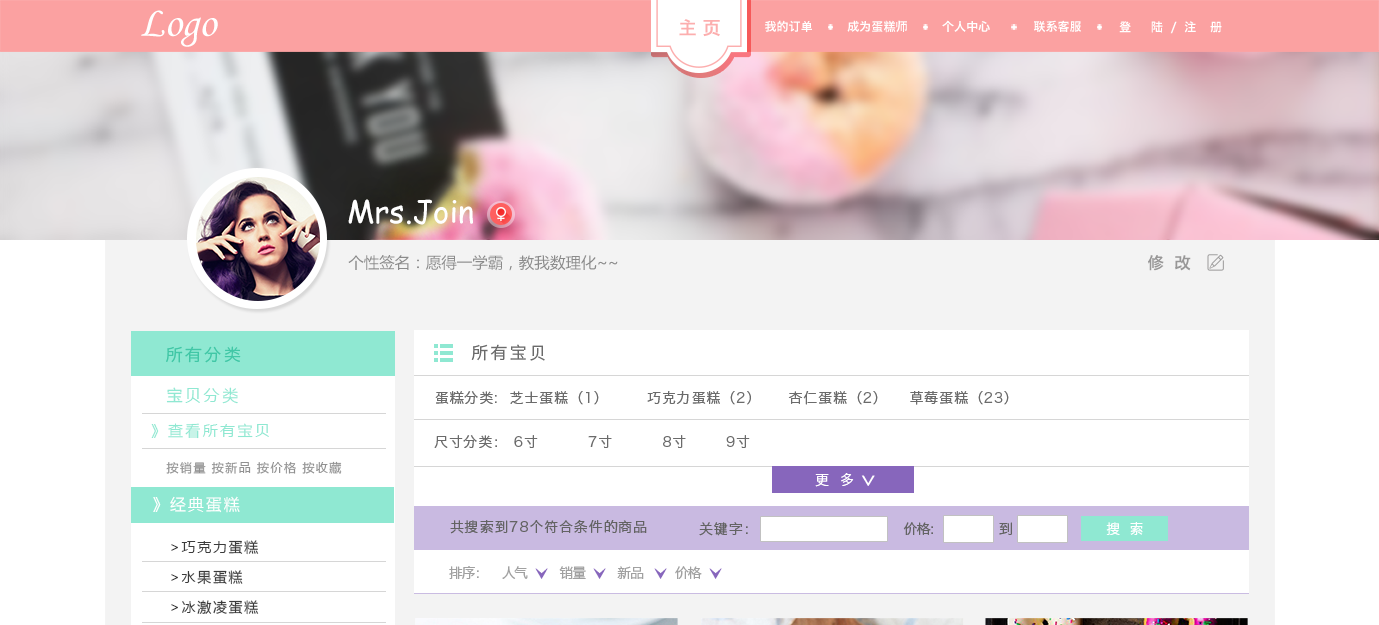 Logo
主页
我的订单 • 成为蛋糕师 • 个人中心 • 联系客服 • 登 陆 / 注 册
K YOU
Mrs.Join
个性签名：愿得一学霸，教我数理化~~
修 改
所有分类
宝贝分类
》查看所有宝贝
按销量 按新品 按价格 按收藏
》经典蛋糕
>巧克力蛋糕
>水果蛋糕
>冰激凌蛋糕
所有宝贝
蛋糕分类: 芝士蛋糕（1） 巧克力蛋糕（2） 杏仁蛋糕（2） 草莓蛋糕（23）
尺寸分类: 6寸 7寸 8寸 9寸
更 多
共搜索到78个符合条件的商品 关键字: 价格: 到 搜 索
排序: 人气 销量 新品 价格